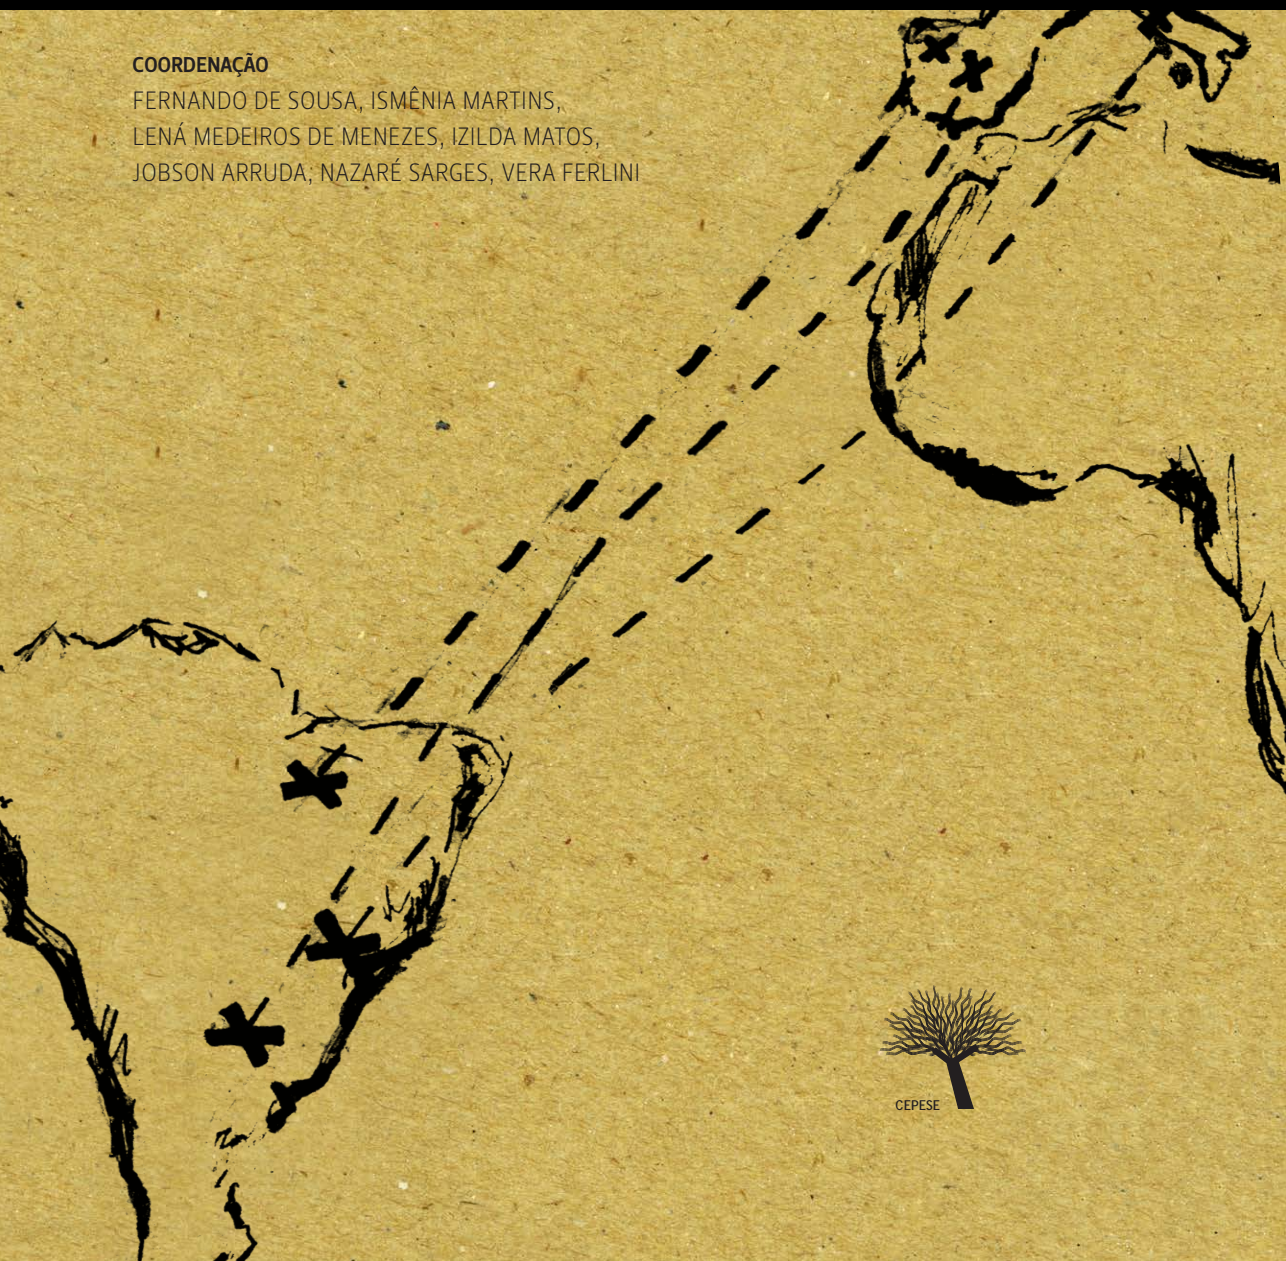 COORDENAÇÃO
FERNANDO DE SOUSA, ISMÊNIA MARTINS,
LENÁ MEDEIROS DE MENEZES, IZILDA MATOS,
JOBSON ARRUDA; NAZARÉ SARGES, VERA FERLINI
CEPESE